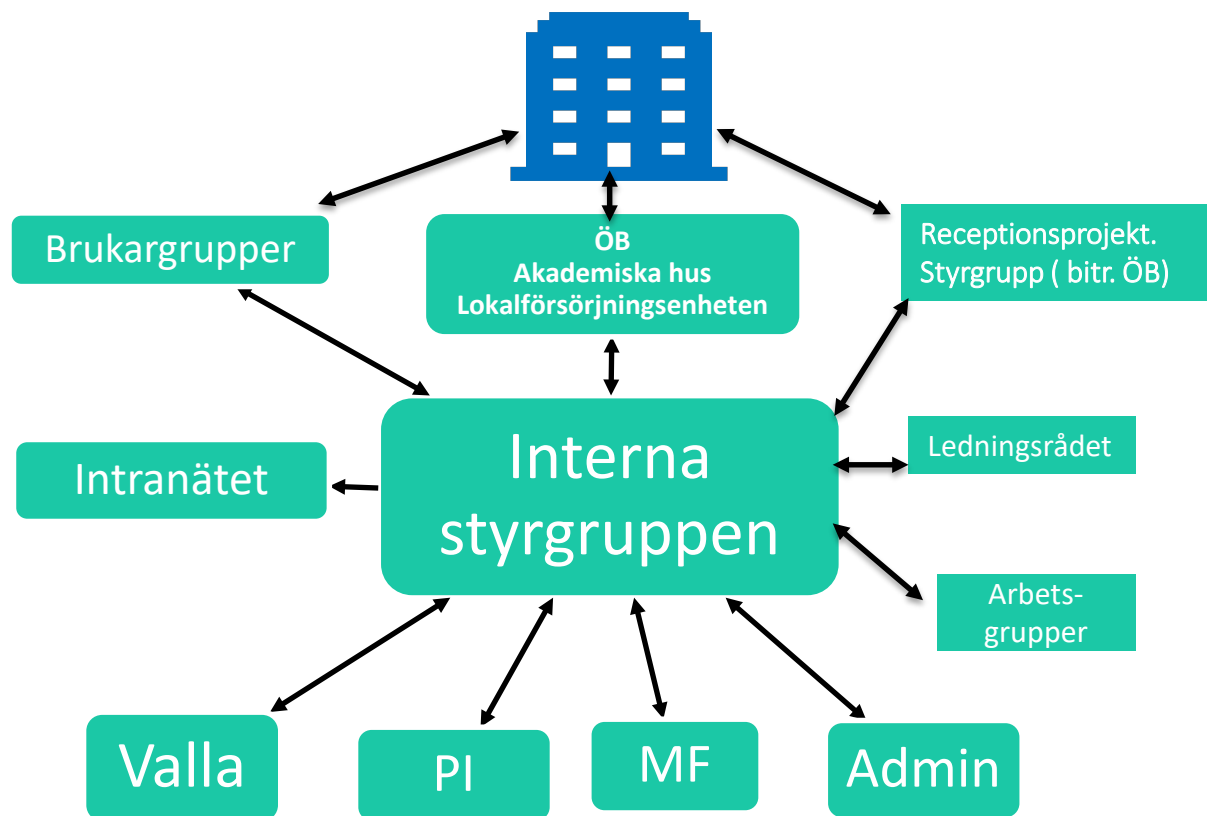 Brukargrupper
ÖB
Akademiska hus
Lokalförsörjningsenheten
Receptionsprojekt.
Styrgrupp ( bitr. ÖB)
Interna
styrgruppen
Intranätet
Ledningsrådet
Arbets-
grupper
Valla
PI
MF
Admin